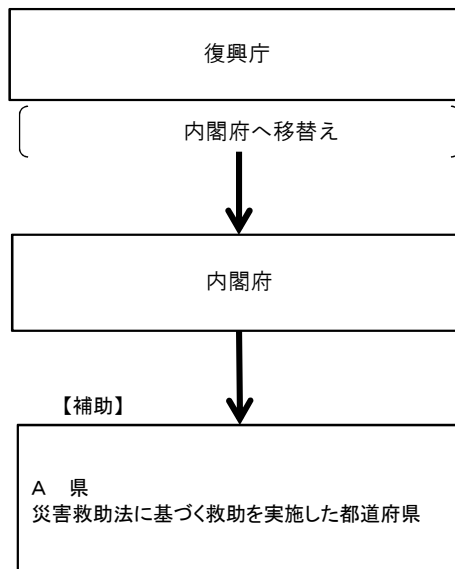 復興庁
内閣府へ移替え
内閣府
【補助】
A　県
災害救助法に基づく救助を実施した都道府県